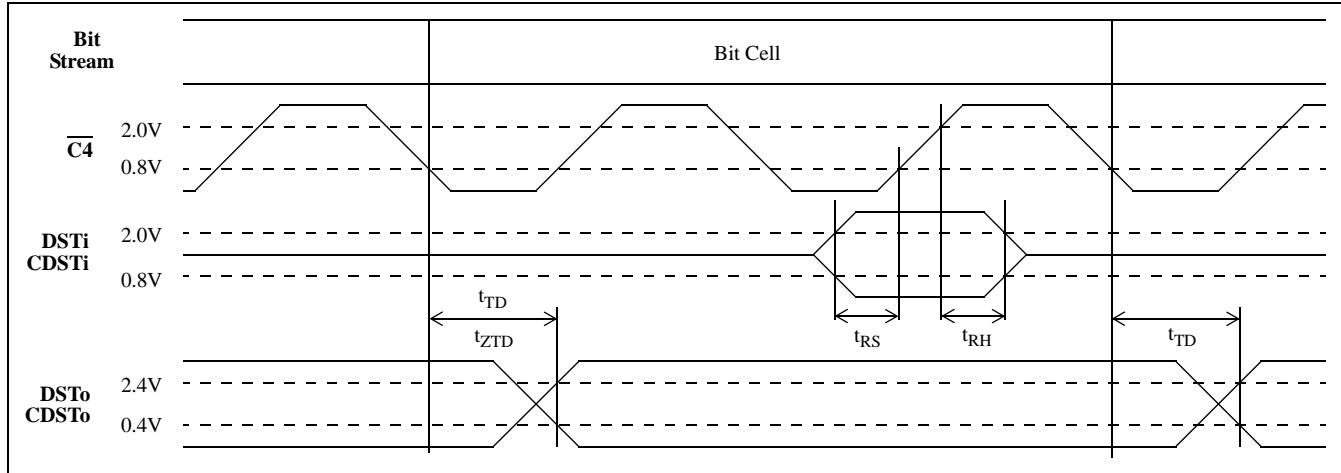 Bit
Stream
Bit Cell
C4
2.0V
0.8V
DSTi
CDSTi
2.0V
0.8V
tTD
tZTD
tRS
tRH
tTD
DSTo
CDSTo
2.4V
0.4V